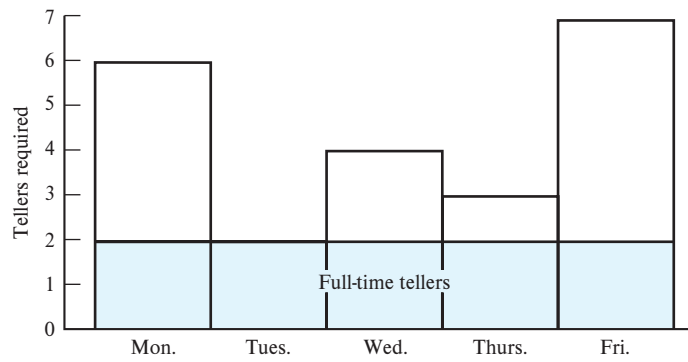 7
6
5
4
3
2
1
0
Tellers required
Full-time tellers
Mon. Tues. Wed. Thurs. Fri.